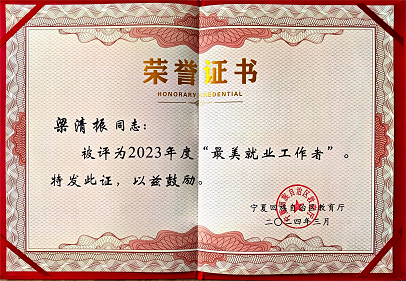 荣誉证书
HONORARY CREDENTIAL
梁清振 同志：
被评为2023年度“最美就业工作者”。
特发此证，以兹鼓励。
宁夏回族自治区教育厅
二〇二四年三月